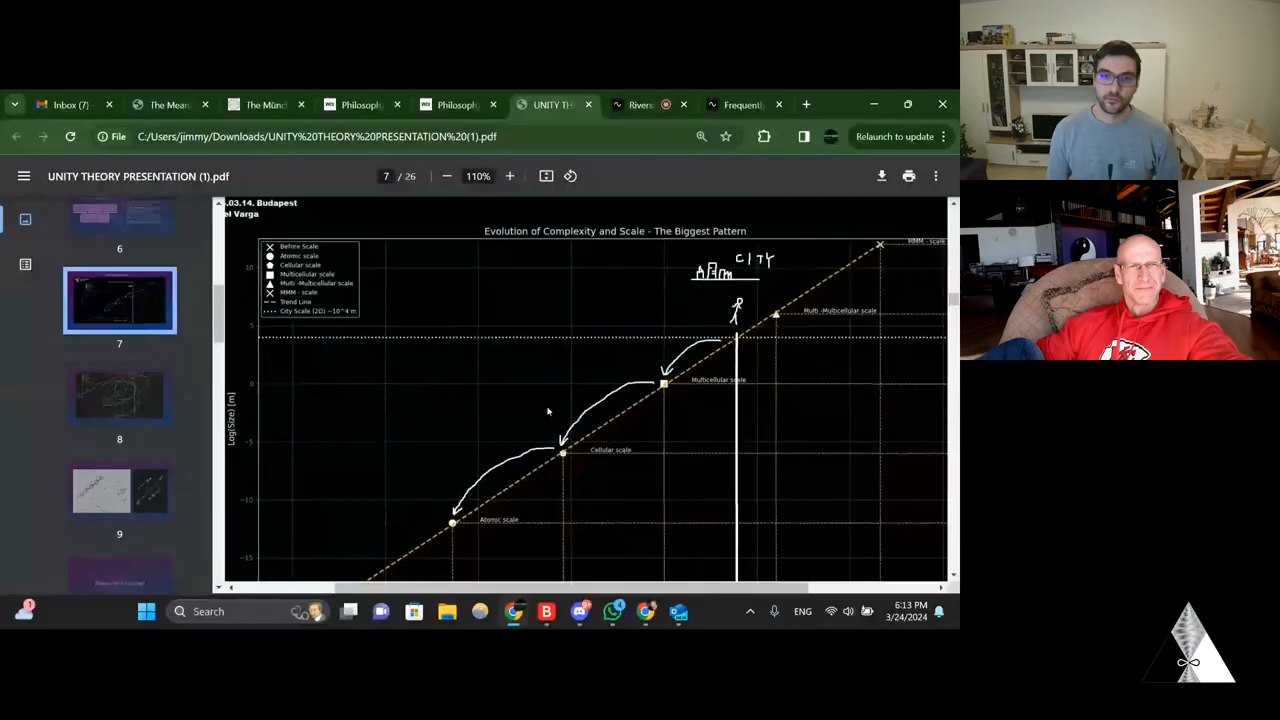 Inbox (7)
The Mean
The Münch
Philosoph
Philosoph
UNITY TH
Rivers
Frequentl
File
C:/Users/jimmy/Downloads/UNITY%20THEORY%20PRESENTATION%20(1).pdf
Relaunch to update
UNITY THEORY PRESENTATION (1).pdf
7 / 26
110%
6
7
8
9
.03.14. Budapest
el Varga
Evolution of Complexity and Scale - The Biggest Pattern
Before Scale
Atomic scale
Cellular scale
Multicellular scale
Multi -Multicellular scale
MMM - scale
Trend Line
City Scale (2D) ~10^4 m
CITY
MMM - scale
Multi -Multicellular scale
Multicellular scale
Cellular scale
Atomic scale
Log(Size) [m]
10
5
0
−5
−10
−15
Search
ENG
6:13 PM
3/24/2024